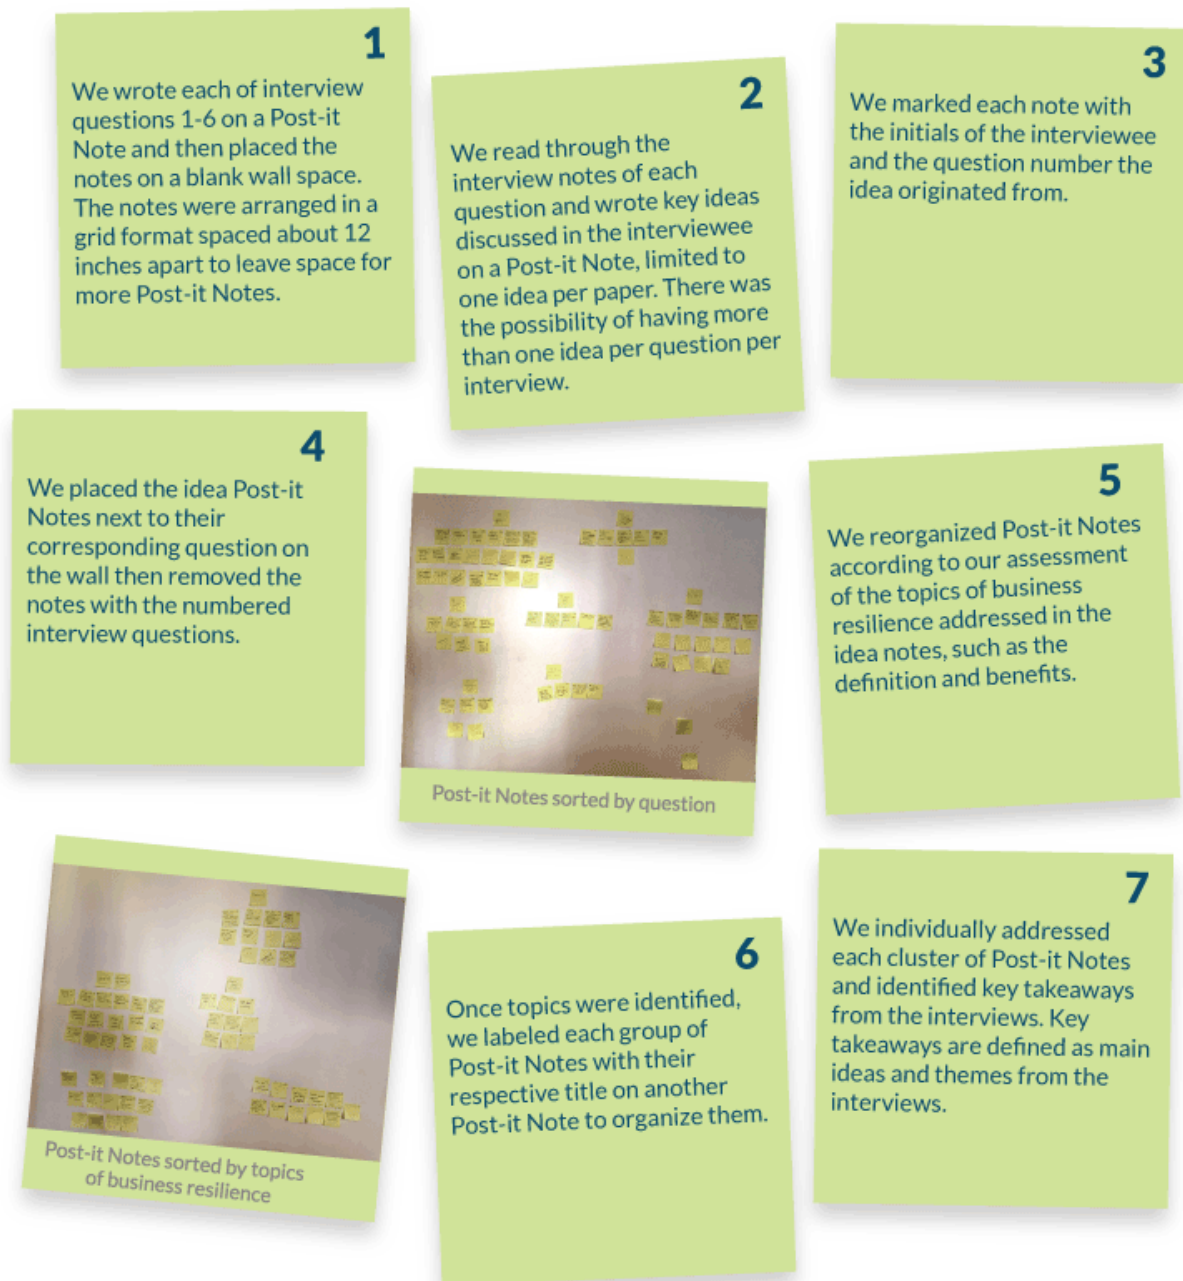 1
We wrote each of interview
questions 1-6 on a Post-it
Note and then placed the
notes on a blank wall space.
The notes were arranged in a
grid format spaced about 12
inches apart to leave space for
more Post-it Notes.
2
We read through the
interview notes of each
question and wrote key ideas
discussed in the interviewee
on a Post-it Note, limited to
one idea per paper. There was
the possibility of having more
than one idea per question per
interview.
3
We marked each note with
the initials of the interviewee
and the question number the
idea originated from.
4
We placed the idea Post-it
Notes next to their
corresponding question on
the wall then removed the
notes with the numbered
interview questions.
Post-it Notes sorted by question
5
We reorganized Post-it Notes
according to our assessment
of the topics of business
resilience addressed in the
idea notes, such as the
definition and benefits.
Post-it Notes sorted by topics
of business resilience
6
Once topics were identified,
we labeled each group of
Post-it Notes with their
respective title on another
Post-it Note to organize them.
7
We individually addressed
each cluster of Post-it Notes
and identified key takeaways
from the interviews. Key
takeaways are defined as main
ideas and themes from the
interviews.